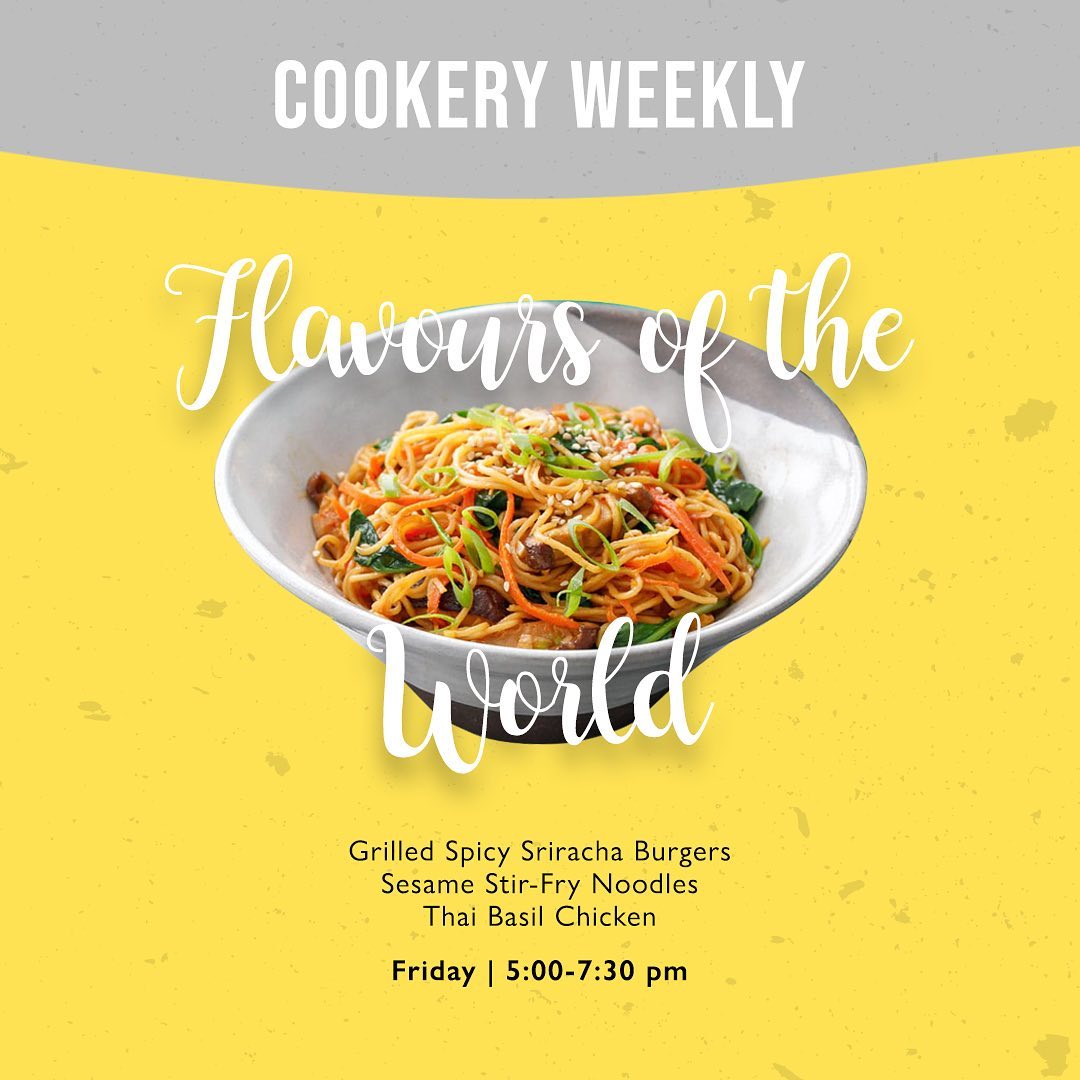 COOKERY WEEKLY
Flavours of the
World
Grilled Spicy Sriracha Burgers
Sesame Stir-Fry Noodles
Thai Basil Chicken
Friday | 5:00-7:30 pm